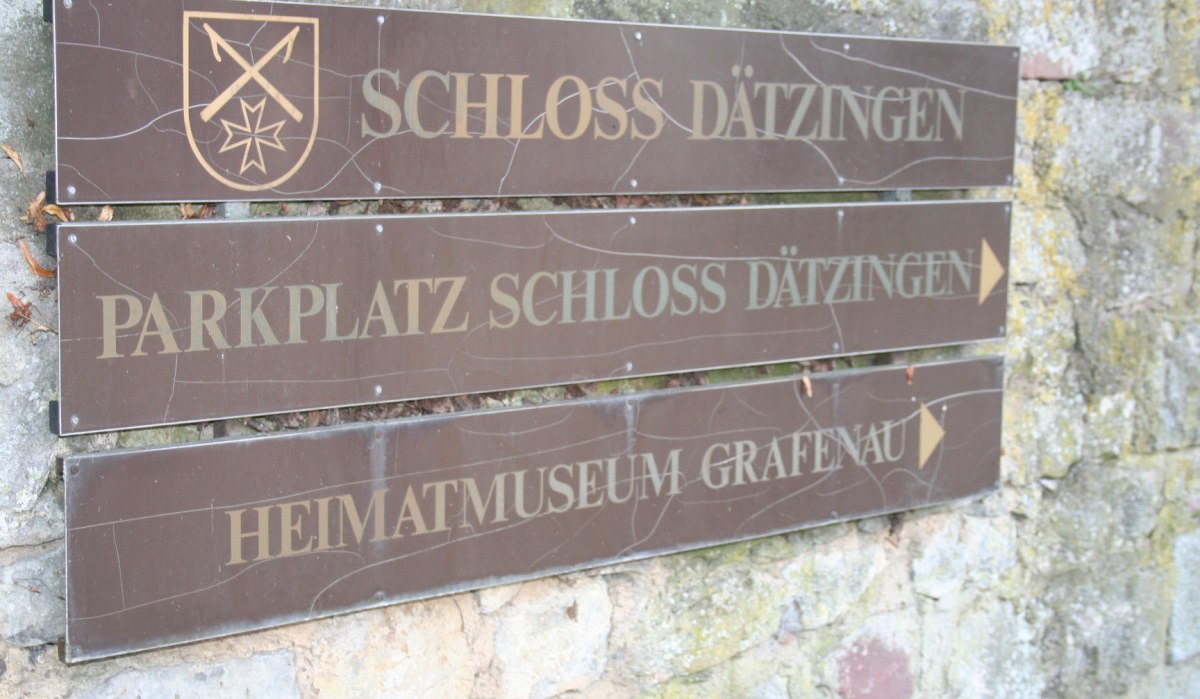 SCHLOSS DÄTZINGEN
PARKPLATZ SCHLOSS DÄTZINGEN
HEIMATMUSEUM GRAFENAU